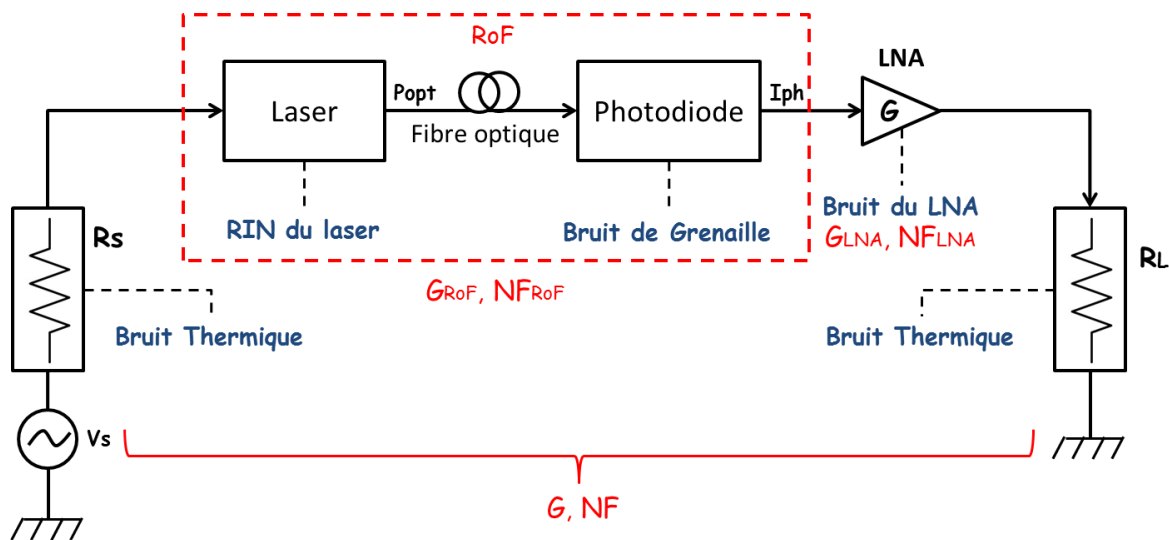 RoF
LNA
Laser
Popt
Fibre optique
Photodiode
Iph
G
RIN du laser
Bruit de Grenaille
Bruit du LNA
GLNA, NFLNA
Rs
RL
GRoF, NFRoF
Bruit Thermique
Bruit Thermique
Vs
G, NF